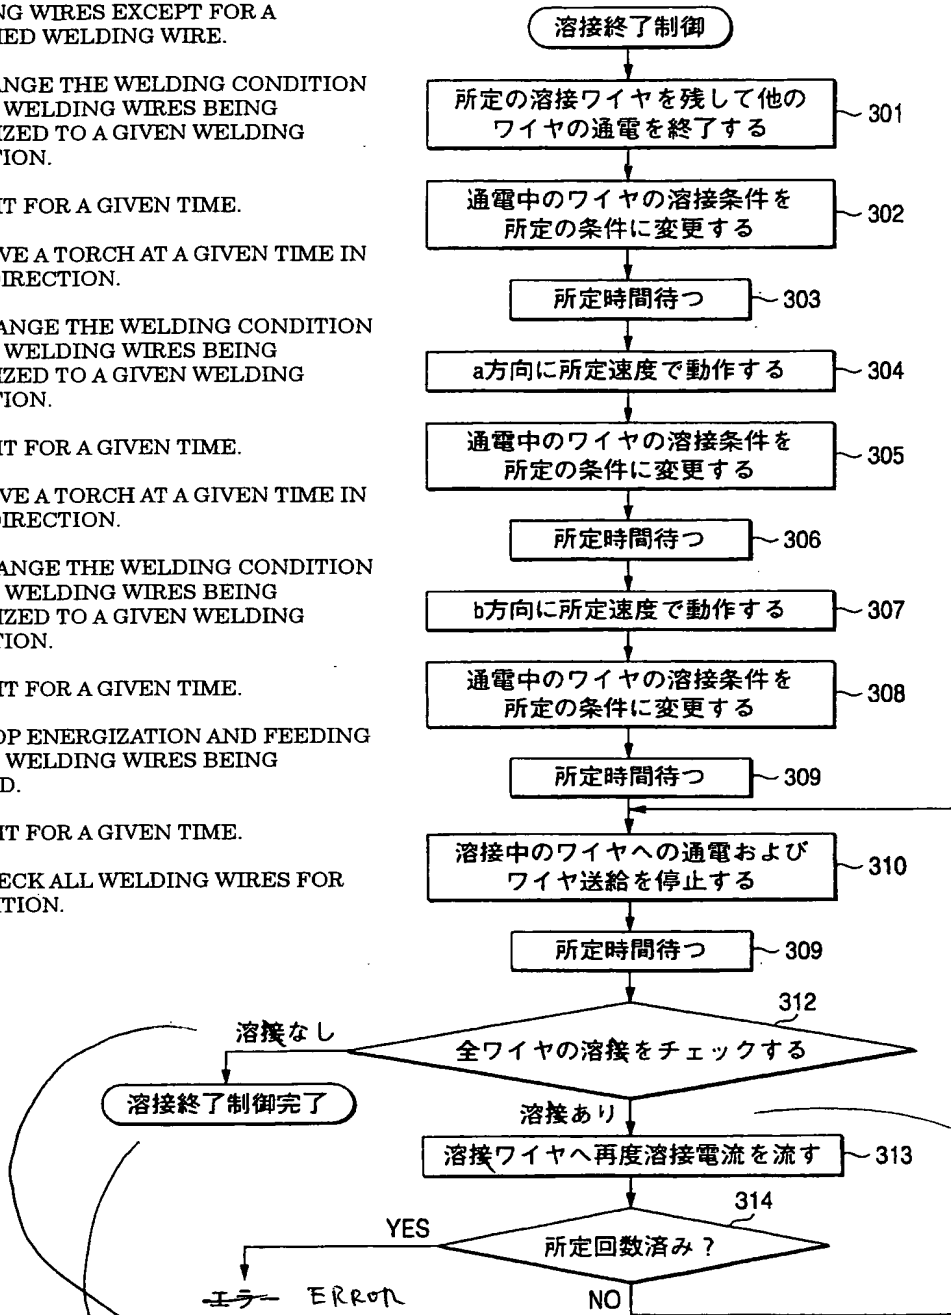 NG WIRES EXCEPT FOR A
IED WELDING WIRE.
ANGE THE WELDING CONDITION
WELDING WIRES BEING
IZED TO A GIVEN WELDING
TION.
IT FOR A GIVEN TIME.
VE A TORCH AT A GIVEN TIME IN
DIRECTION.
ANGE THE WELDING CONDITION
WELDING WIRES BEING
IZED TO A GIVEN WELDING
TION.
IT FOR A GIVEN TIME.
VE A TORCH AT A GIVEN TIME IN
DIRECTION.
ANGE THE WELDING CONDITION
WELDING WIRES BEING
IZED TO A GIVEN WELDING
TION.
IT FOR A GIVEN TIME.
OP ENERGIZATION AND FEEDING
WELDING WIRES BEING
D.
IT FOR A GIVEN TIME.
ECK ALL WELDING WIRES FOR
ITION.
溶接終了制御
所定の溶接ワイヤを残して他の
ワイヤの通電を終了する
301
通電中のワイヤの溶接条件を
所定の条件に変更する
302
所定時間待つ
303
a方向に所定速度で動作する
304
通電中のワイヤの溶接条件を
所定の条件に変更する
305
所定時間待つ
306
b方向に所定速度で動作する
307
通電中のワイヤの溶接条件を
所定の条件に変更する
308
所定時間待つ
309
溶接中のワイヤへの通電および
ワイヤ送給を停止する
310
所定時間待つ
309
312
全ワイヤの溶接をチェックする
溶接なし
溶接終了制御完了
溶接あり
溶接ワイヤへ再度溶接電流を流す
313
314
所定回数済み？
YES
エラー ERROR
NO